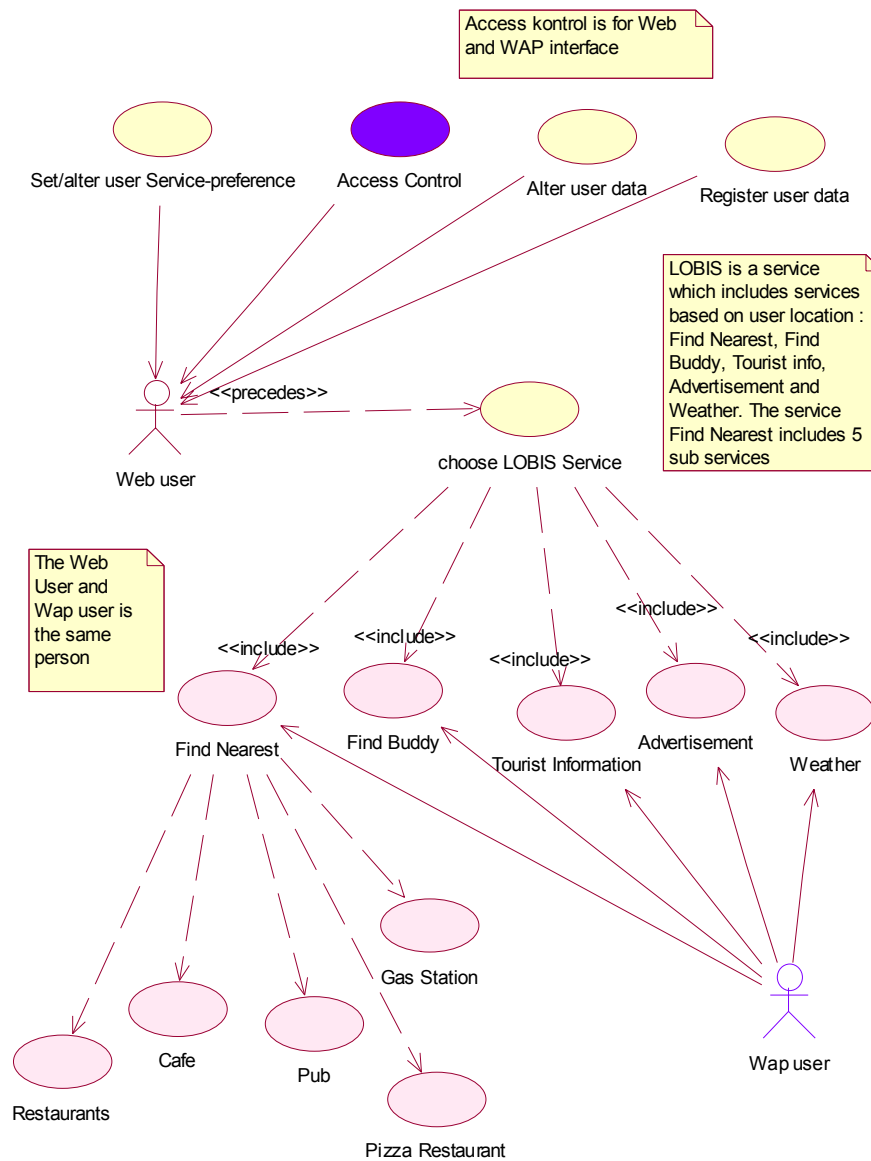 Access kontrol is for Web
and WAP interface
Set/alter user Service-preference
Access Control
Alter user data
Register user data
LOBIS is a service
which includes services
based on user location :
Find Nearest, Find
Buddy, Tourist info,
Advertisement and
Weather. The service
Find Nearest includes 5
sub services
<<precedes>>
Web user
choose LOBIS Service
The Web
User and
Wap user is
the same
person
<<include>>
<<include>>
<<include>>
<<include>>
<<include>>
Find Nearest
Find Buddy
Tourist Information
Advertisement
Weather
Gas Station
Cafe
Pub
Restaurants
Pizza Restaurant
Wap user